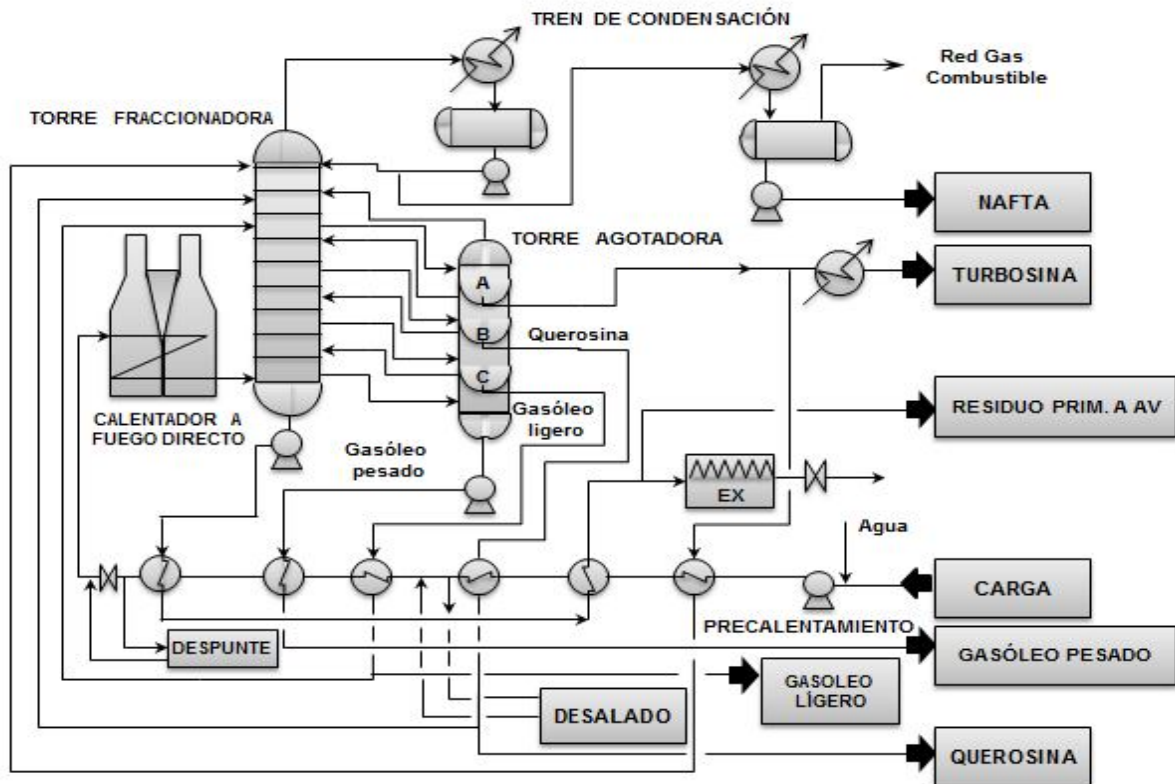 TREN DE CONDENSACIÓN
Red Gas
Combustible
TORRE FRACCIONADORA
NAFTA
TORRE AGOTADORA
TURBOSINA
A
B
Querosina
C
CALENTADOR A
FUEGO DIRECTO
Gasóleo
ligero
RESIDUO PRIM. A AV
Gasóleo
pesado
EX
Agua
CARGA
PRECALENTAMIENTO
DESPUNTE
GASÓLEO PESADO
GASOLEO
LÍGERO
DESALADO
QUEROSINA